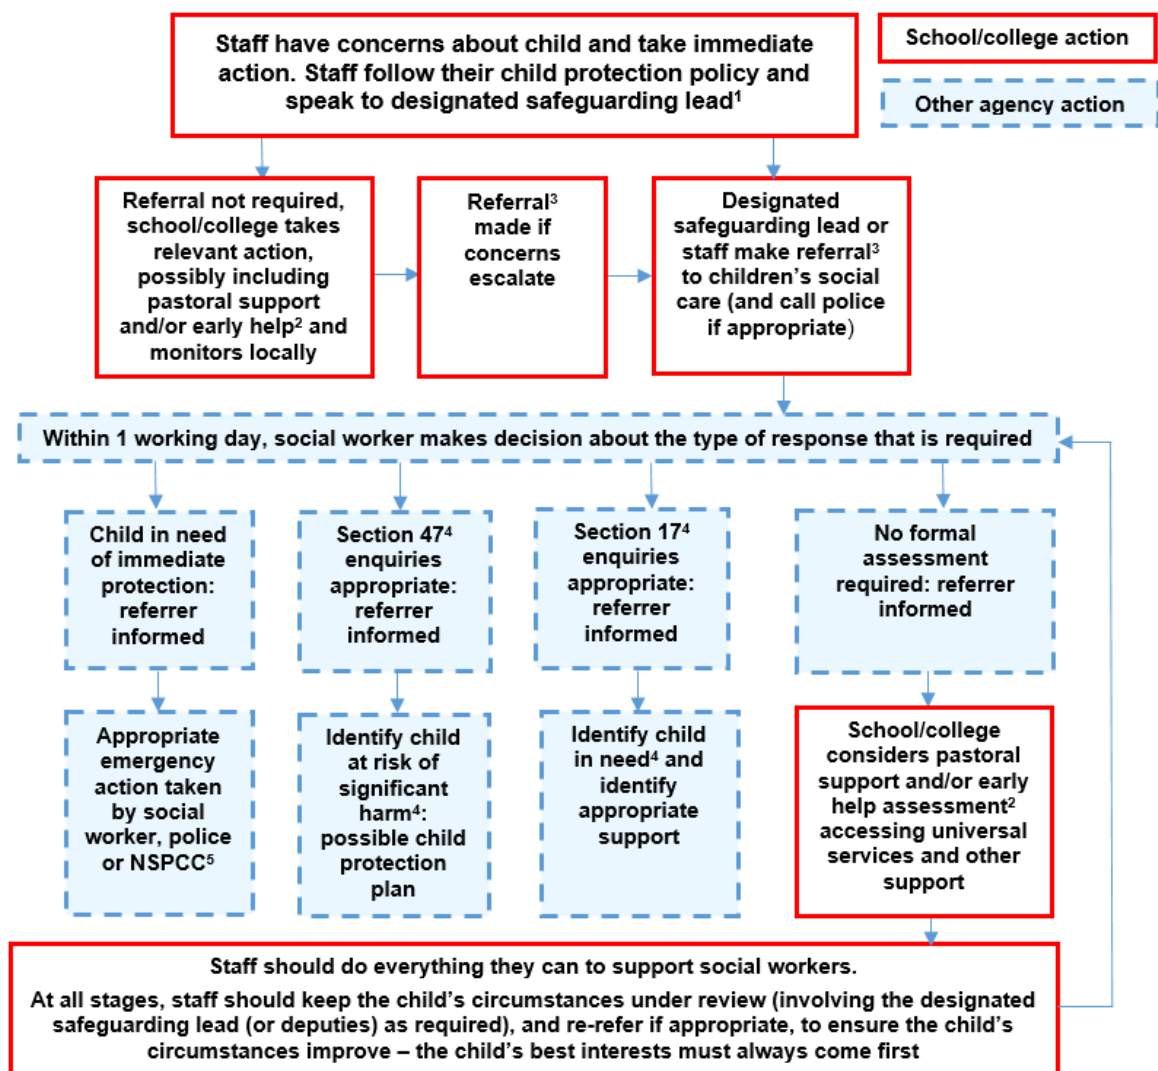 Staff have concerns about child and take immediate
action. Staff follow their child protection policy and
speak to designated safeguarding lead¹
School/college action
Other agency action
Referral not required,
school/college takes
relevant action,
possibly including
pastoral support
and/or early help² and
monitors locally
Referral³
made if
concerns
escalate
Designated
safeguarding lead or
staff make referral³
to children’s social
care (and call police
if appropriate)
Within 1 working day, social worker makes decision about the type of response that is required
Child in need
of immediate
protection:
referrer
informed
Section 47⁴
enquiries
appropriate:
referrer
informed
Section 17⁴
enquiries
appropriate:
referrer
informed
No formal
assessment
required: referrer
informed
Appropriate
emergency
action taken
by social
worker, police
or NSPCC⁵
Identify child
at risk of
significant
harm⁴:
possible child
protection
plan
Identify child
in need⁴ and
identify
appropriate
support
School/college
considers pastoral
support and/or early
help assessment²
accessing universal
services and other
support
Staff should do everything they can to support social workers.
At all stages, staff should keep the child’s circumstances under review (involving the designated
safeguarding lead (or deputies) as required), and re-refer if appropriate, to ensure the child’s
circumstances improve – the child’s best interests must always come first